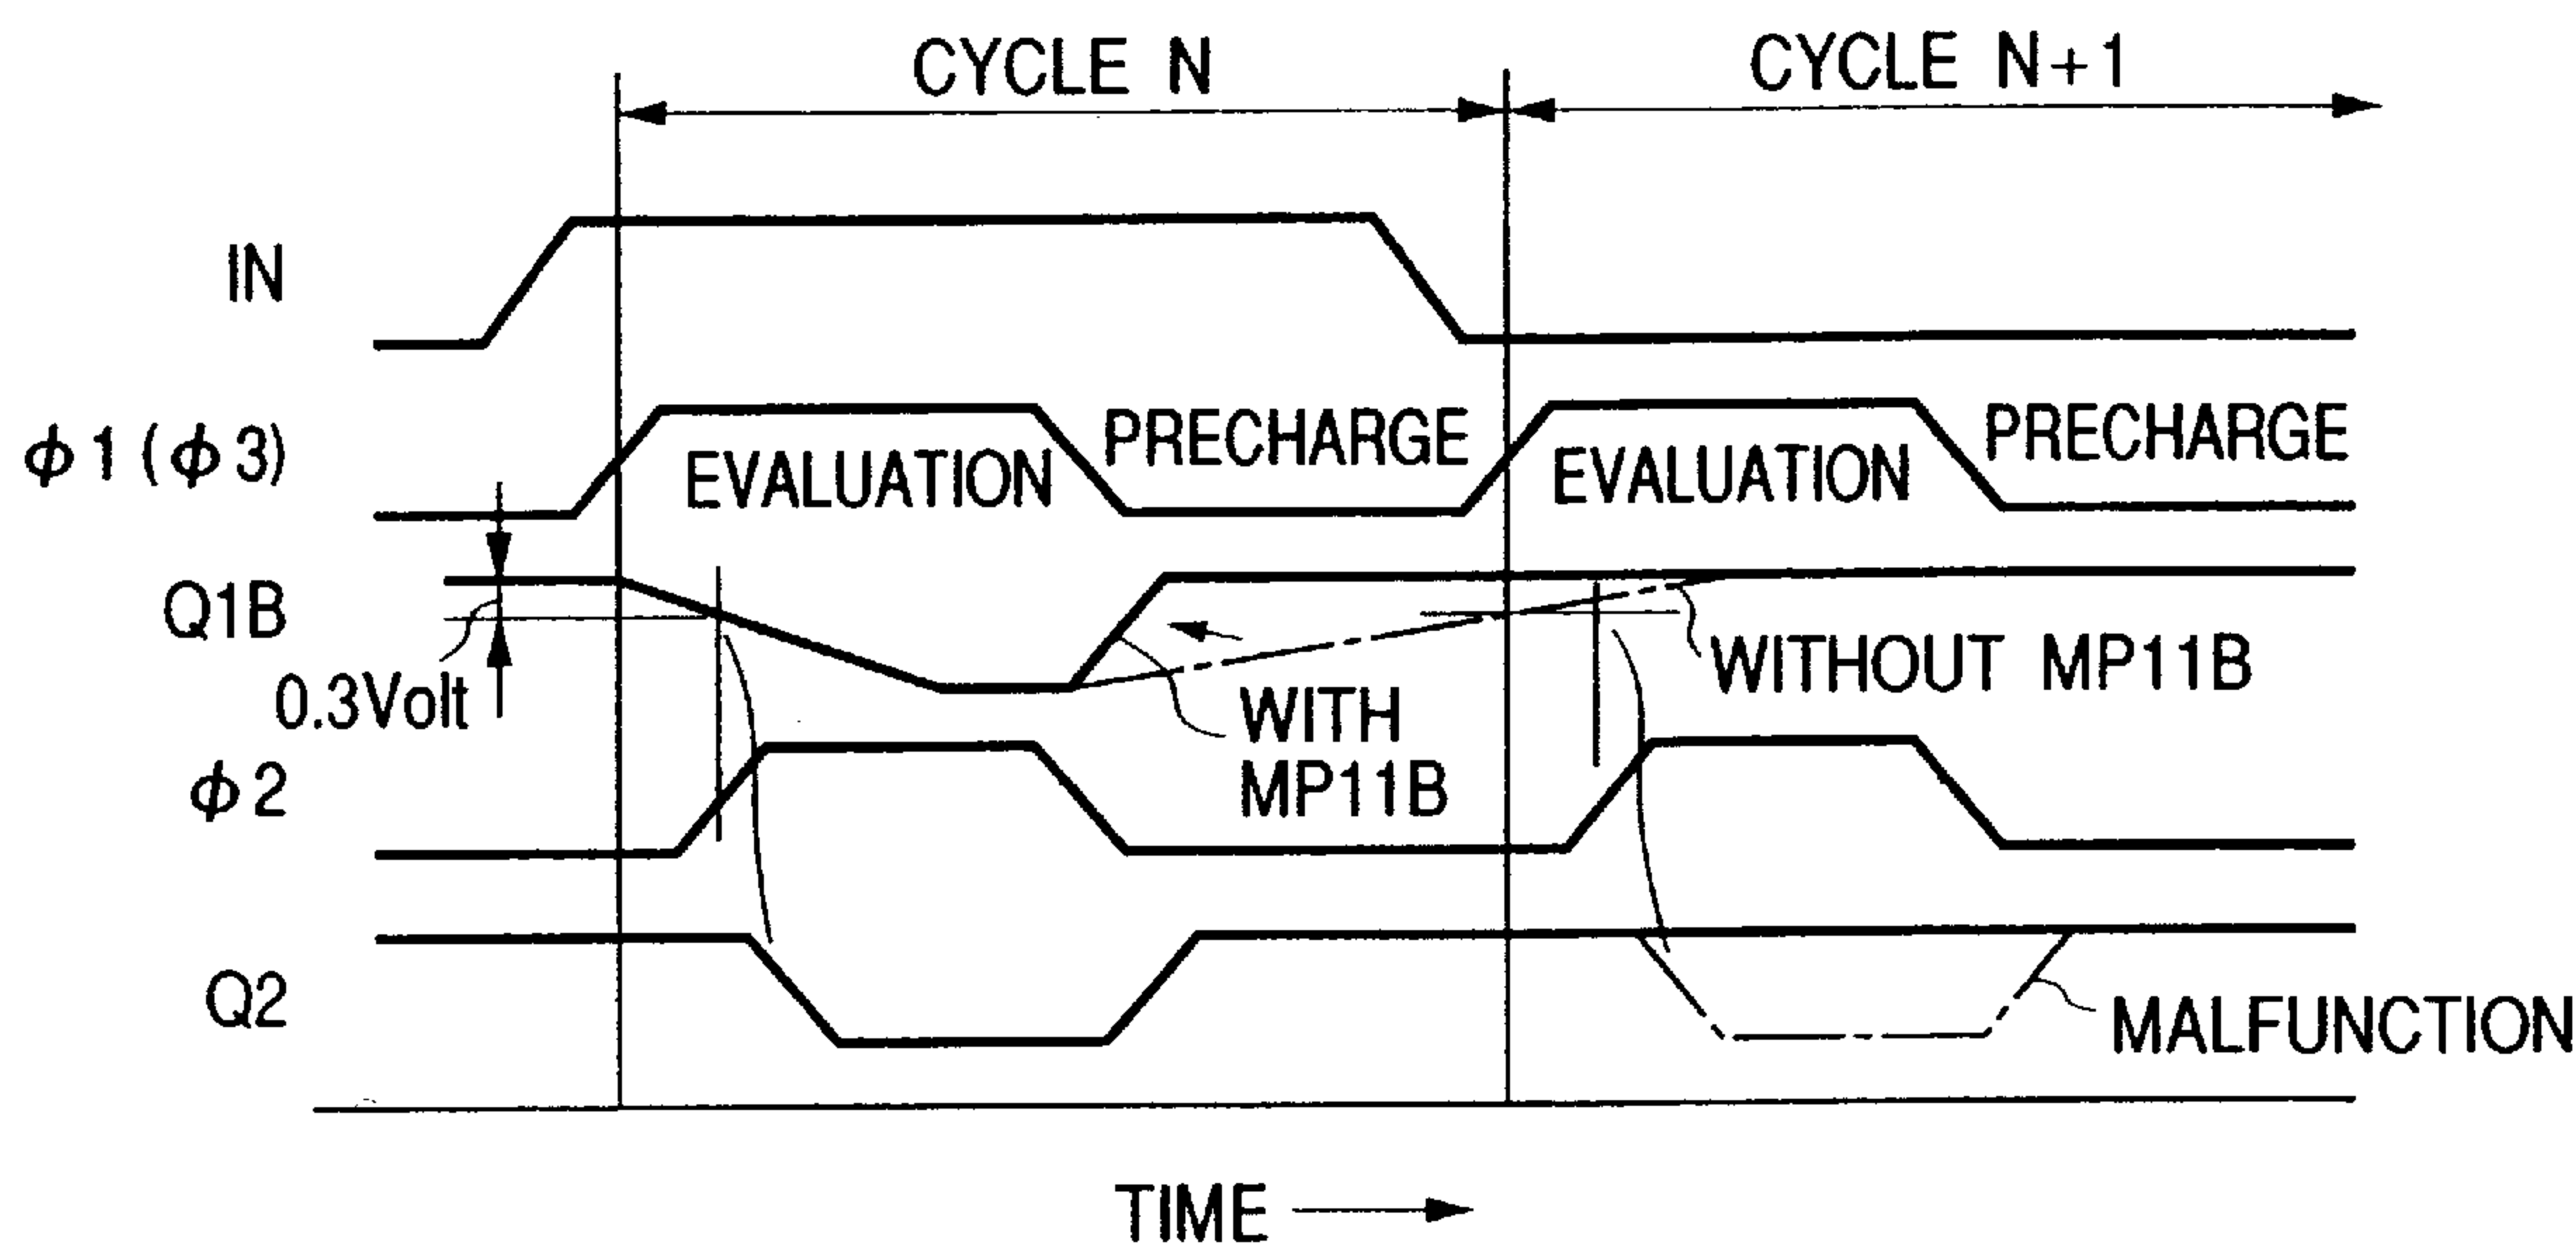 CYCLE N
CYCLE N+1
IN
ϕ1(ϕ3)
EVALUATION
PRECHARGE
EVALUATION
PRECHARGE
Q1B
0.3Volt
WITH
MP11B
WITHOUT MP11B
ϕ2
Q2
MALFUNCTION
TIME